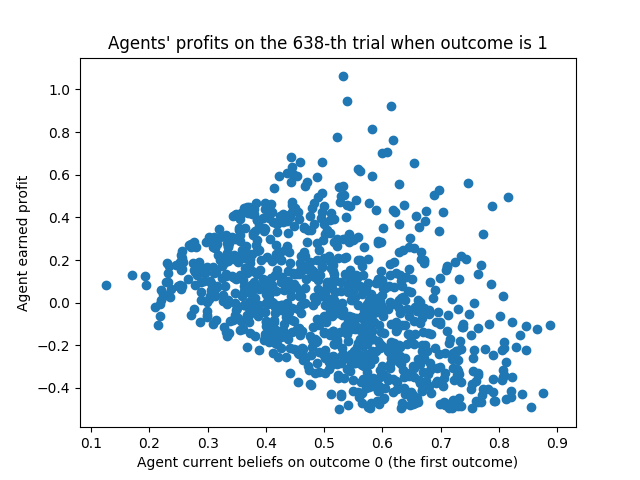 Agents' profits on the 638-th trial when outcome is 1
1.0
0.8
0.6
0.4
0.2
0.0
−0.2
−0.4
Agent earned profit
0.1 0.2 0.3 0.4 0.5 0.6 0.7 0.8 0.9
Agent current beliefs on outcome 0 (the first outcome)